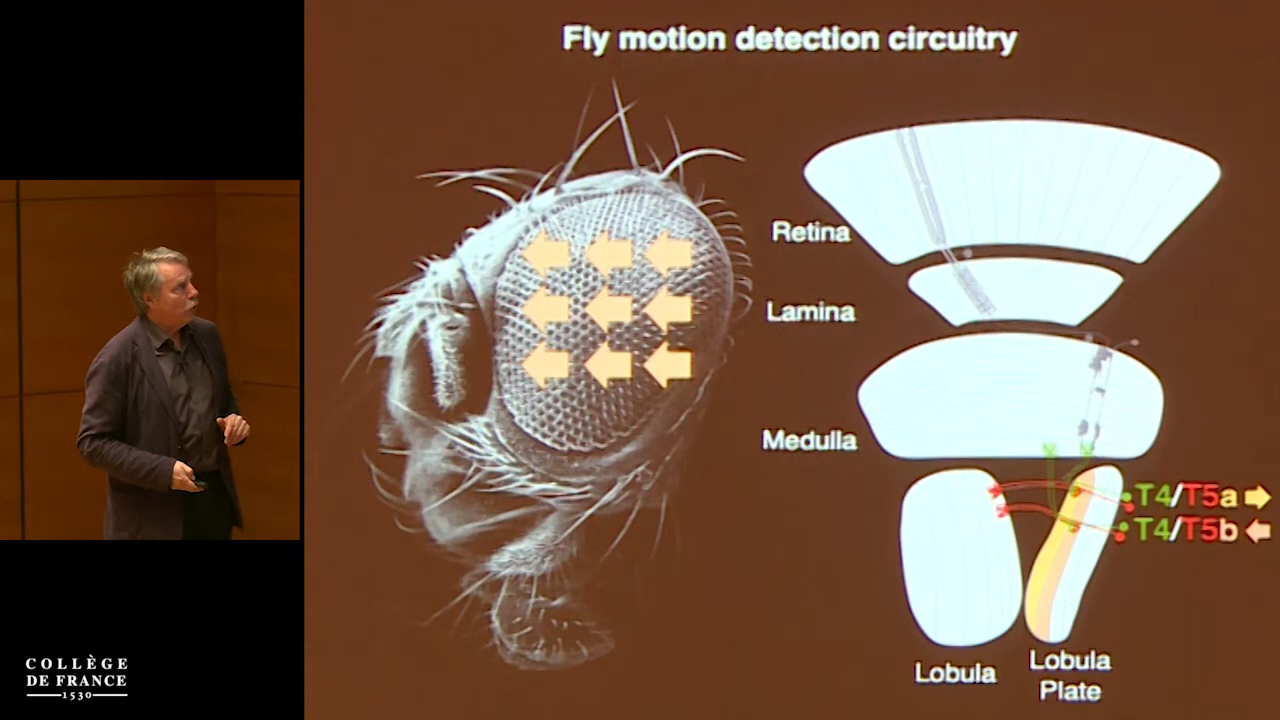 Fly motion detection circuitry
Retina
Lamina
Medulla
T4/T5a
T4/T5b
Lobula
Lobula
Plate
COLLÈGE
DE FRANCE
1530